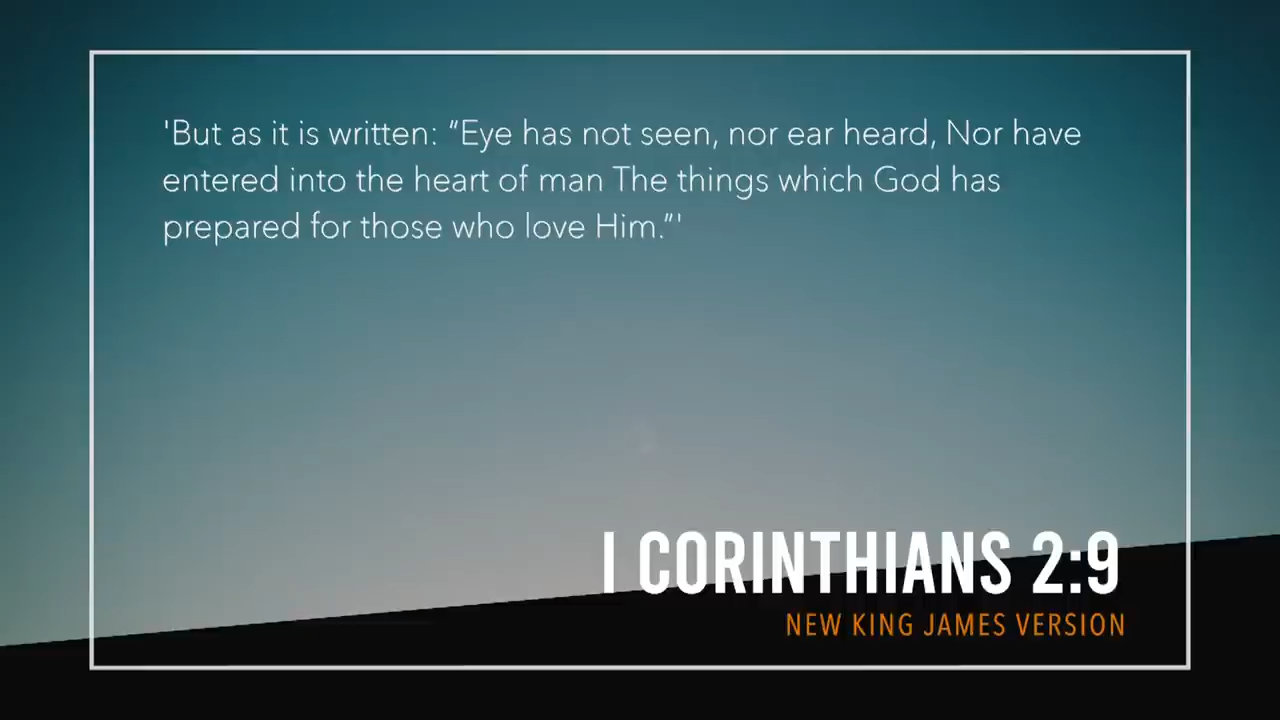 'But as it is written: “Eye has not seen, nor ear heard, Nor have
entered into the heart of man The things which God has
prepared for those who love Him.”'
I CORINTHIANS 2:9
NEW KING JAMES VERSION